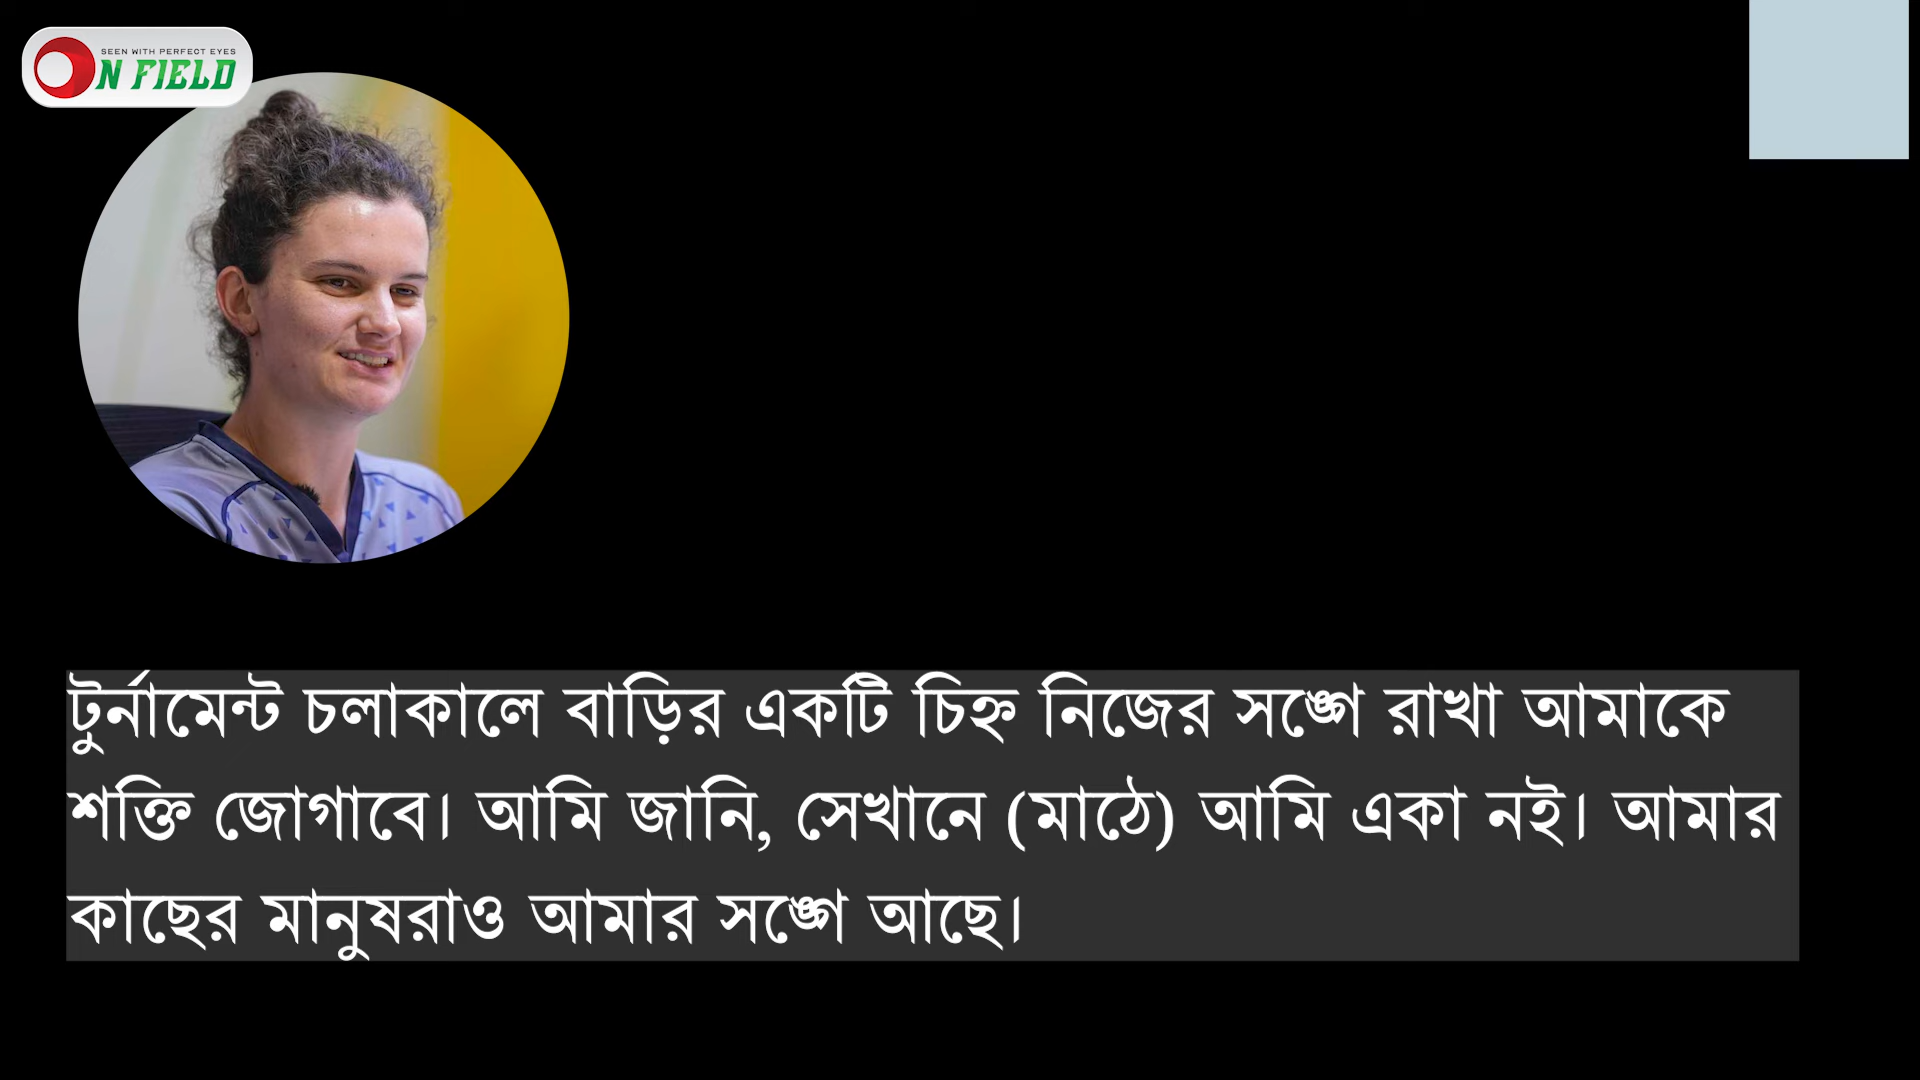 SEEN WITH PERFECT EYES
ON FIELD
টুর্নামেন্ট চলাকালে বাড়ির একটি চিহ্ন নিজের সঙ্গে রাখা আমাকে
শক্তি জোগাবে। আমি জানি, সেখানে (মাঠে) আমি একা নই। আমার
কাছের মানুষরাও আমার সঙ্গে আছে।